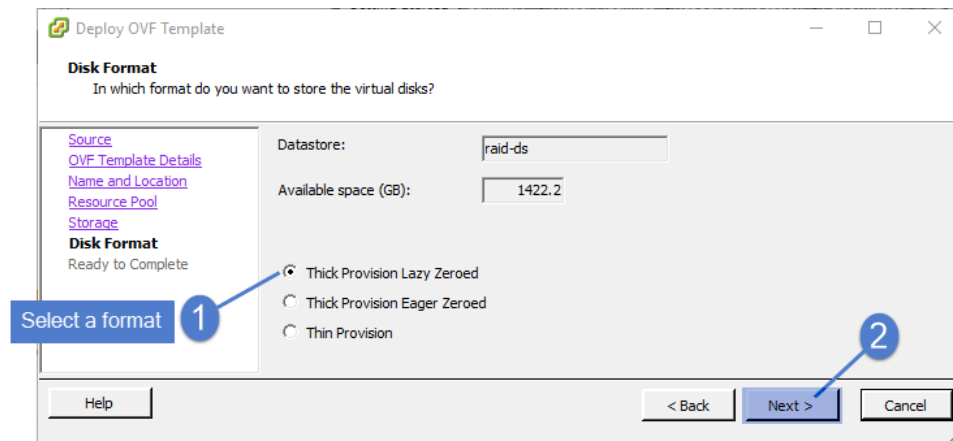 Deploy OVF Template
Disk Format
In which format do you want to store the virtual disks?
Source
OVF Template Details
Name and Location
Resource Pool
Storage
Disk Format
Ready to Complete
Datastore:
raid-ds
Available space (GB):
1422.2
Thick Provision Lazy Zeroed
Thick Provision Eager Zeroed
Thin Provision
Select a format
1
2
Help
< Back
Next >
Cancel